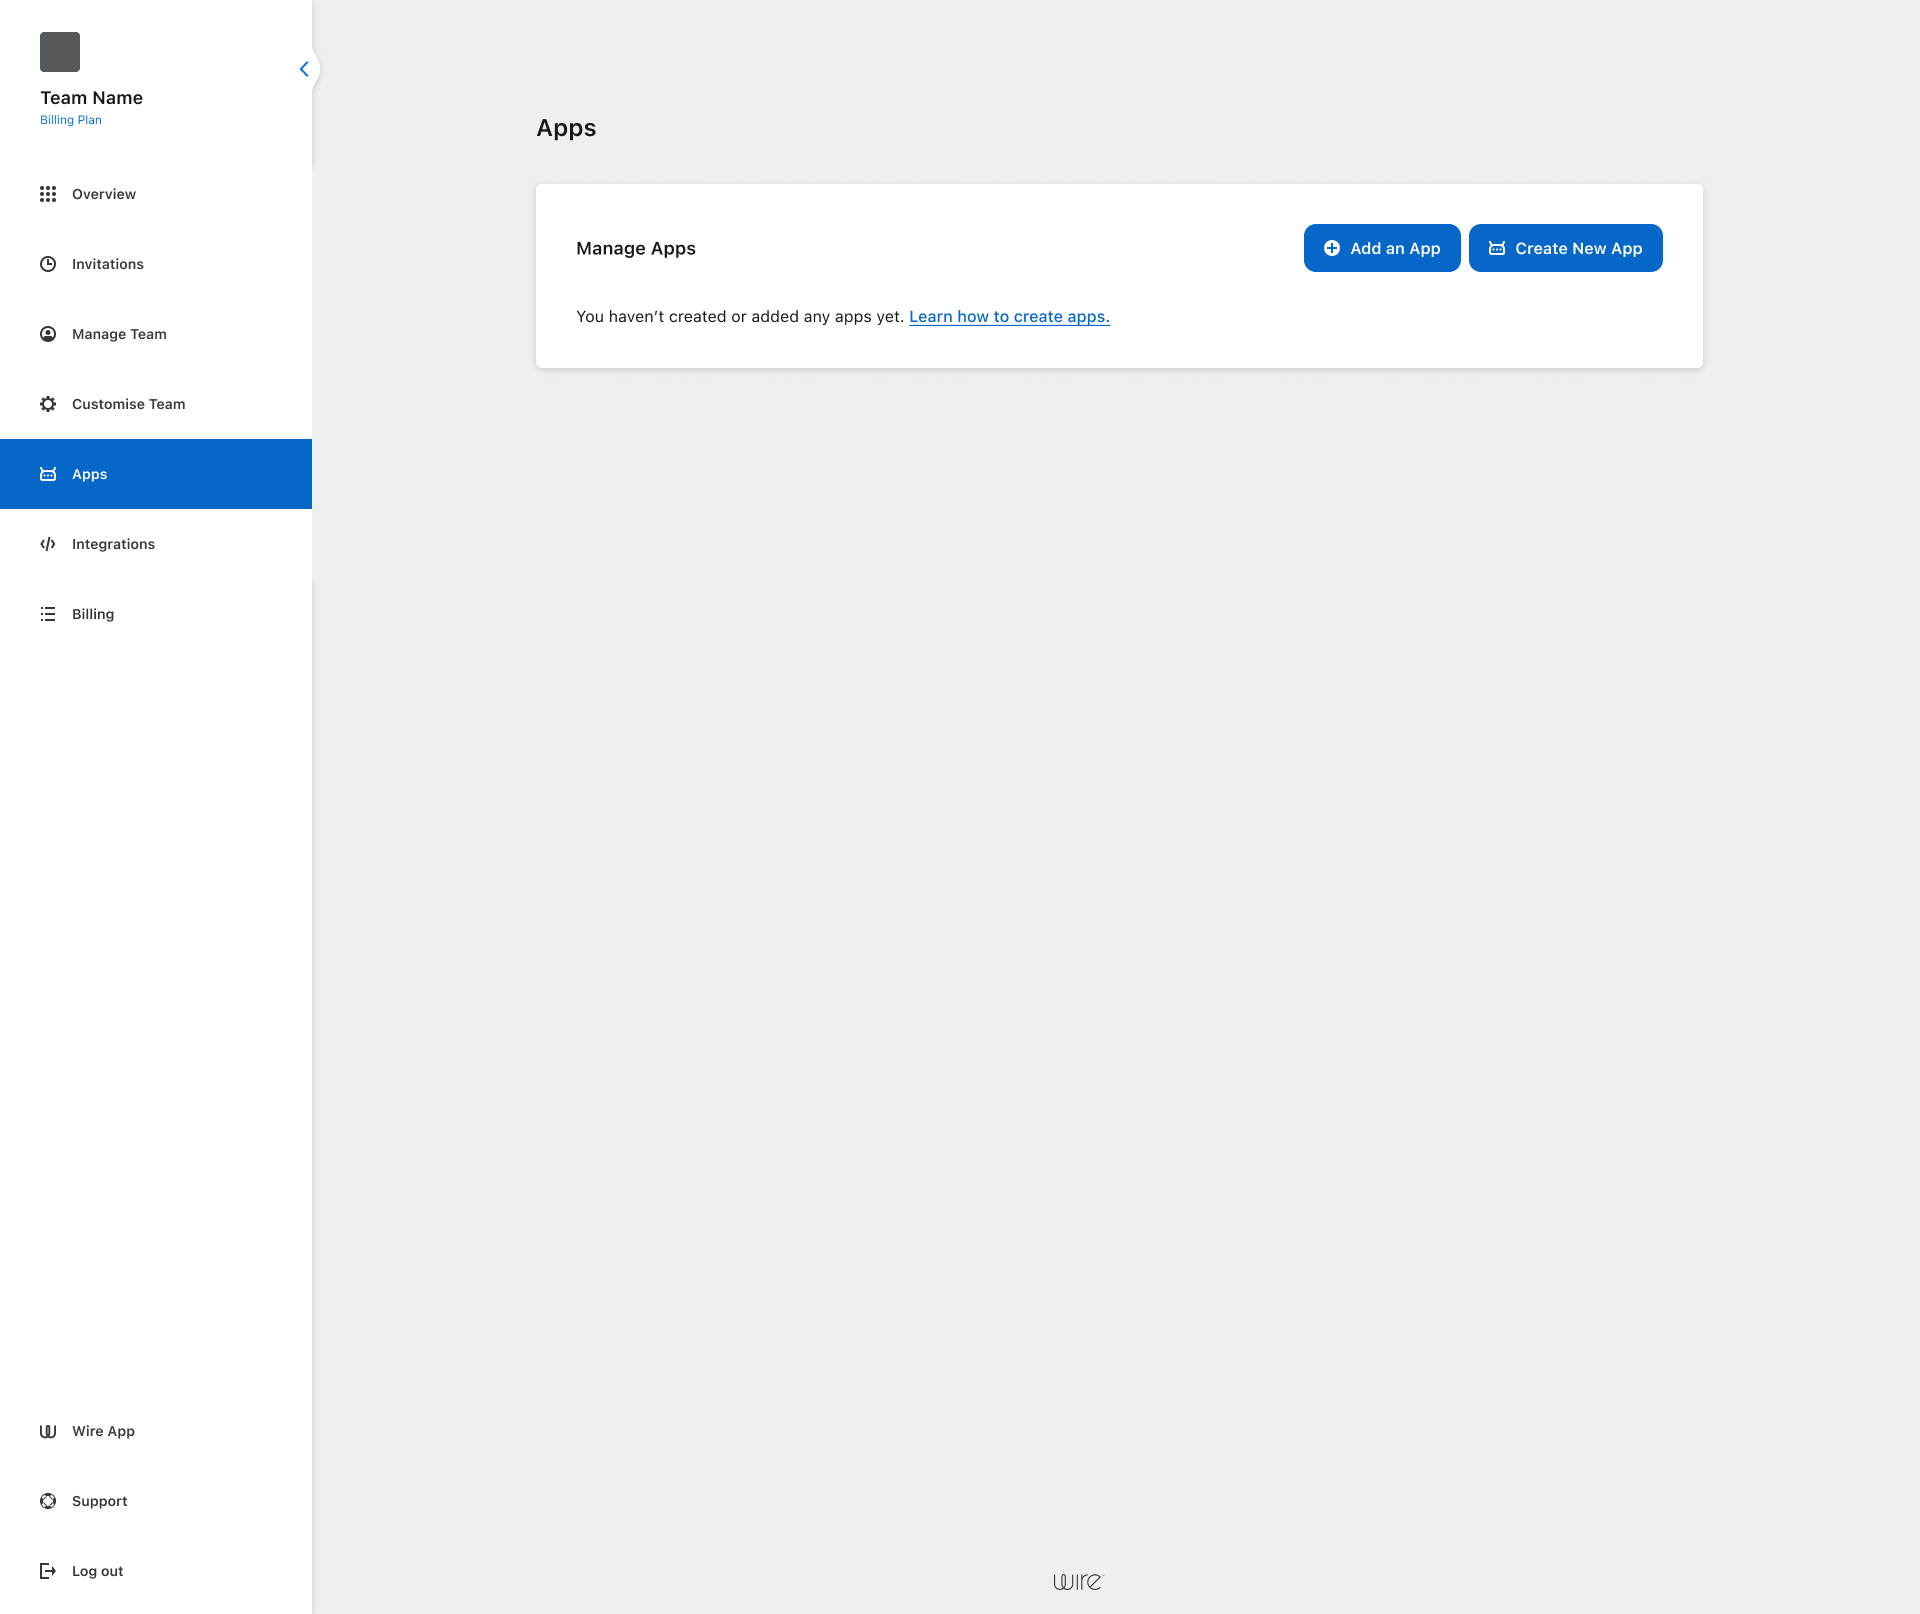 Team Name
Billing Plan
Overview
Invitations
Manage Team
Customise Team
Apps
Integrations
Billing
Wire App
Support
Log out
Apps
Manage Apps
Add an App
Create New App
You haven’t created or added any apps yet. Learn how to create apps.
wire